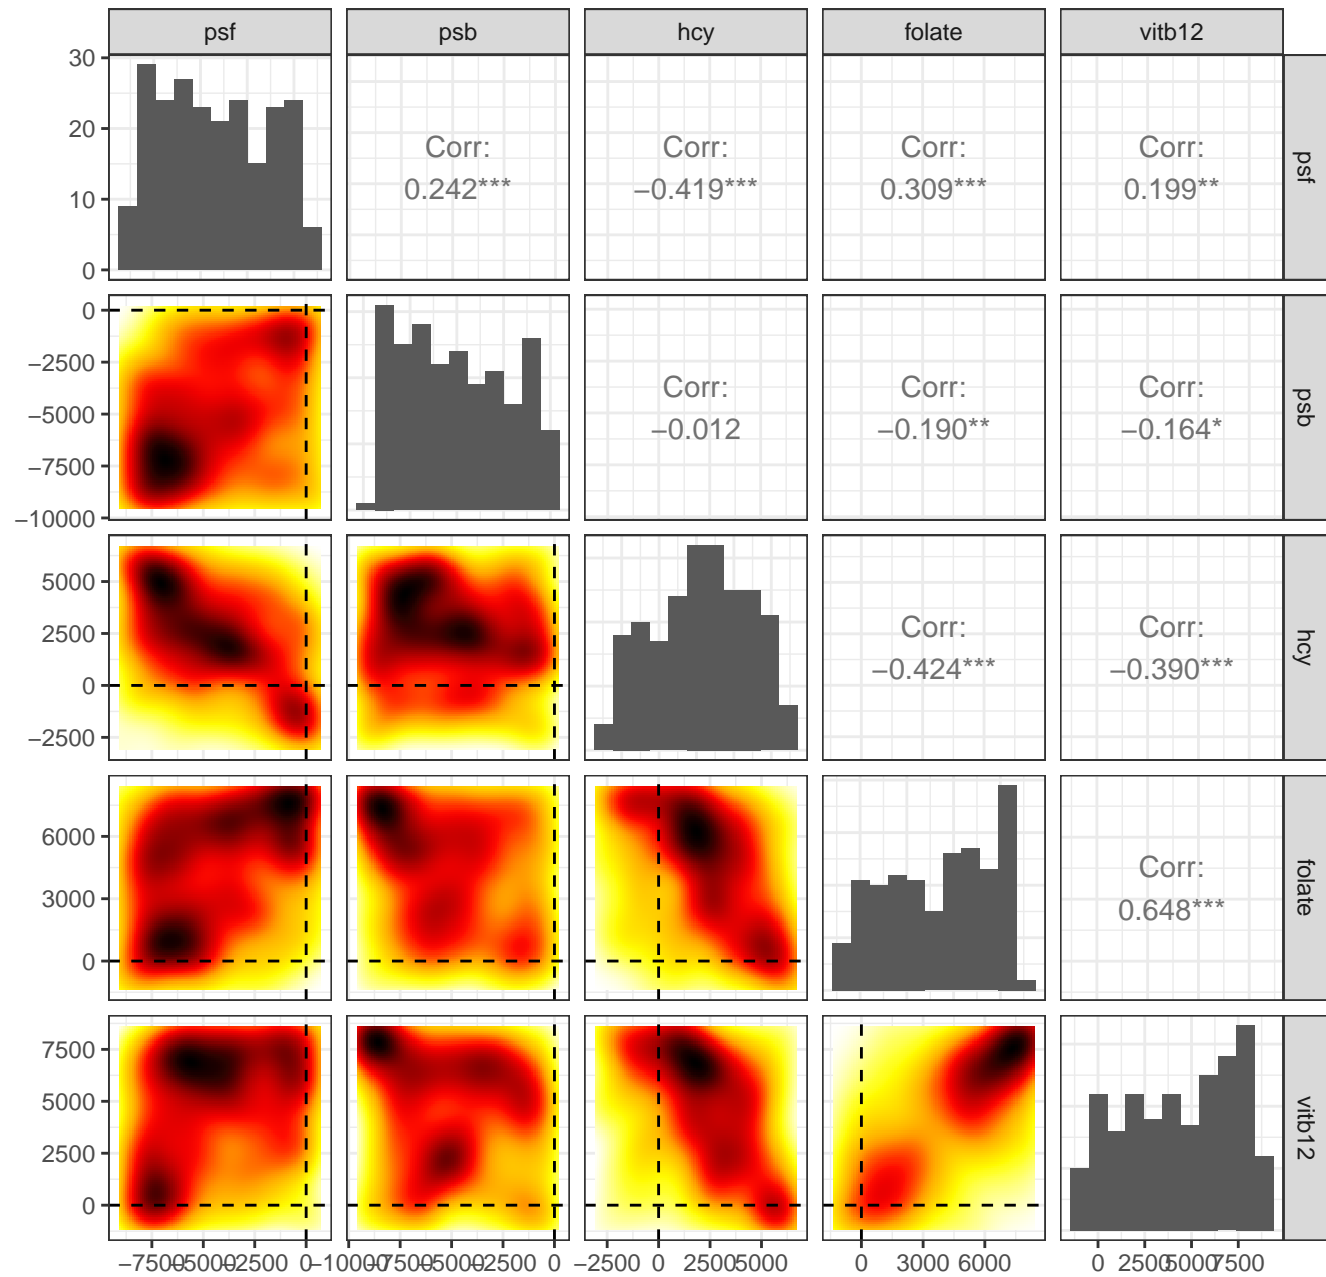 psf psb hcy folate vitb12
30
20
10
0
Corr:
0.242***
Corr:
−0.419***
Corr:
0.309***
Corr:
0.199**
psf
0
−2500
−5000
−7500
−10000
Corr:
−0.012
Corr:
−0.190**
Corr:
−0.164*
psb
5000
2500
0
−2500
Corr:
−0.424***
Corr:
−0.390***
hcy
6000
3000
0
Corr:
0.648***
folate
7500
5000
2500
0
vitb12
−7500 −5000 −2500 0 −10000 −7500 −5000 −2500 0 −2500 0 2500 5000 0 3000 6000 0 2500 5000 7500